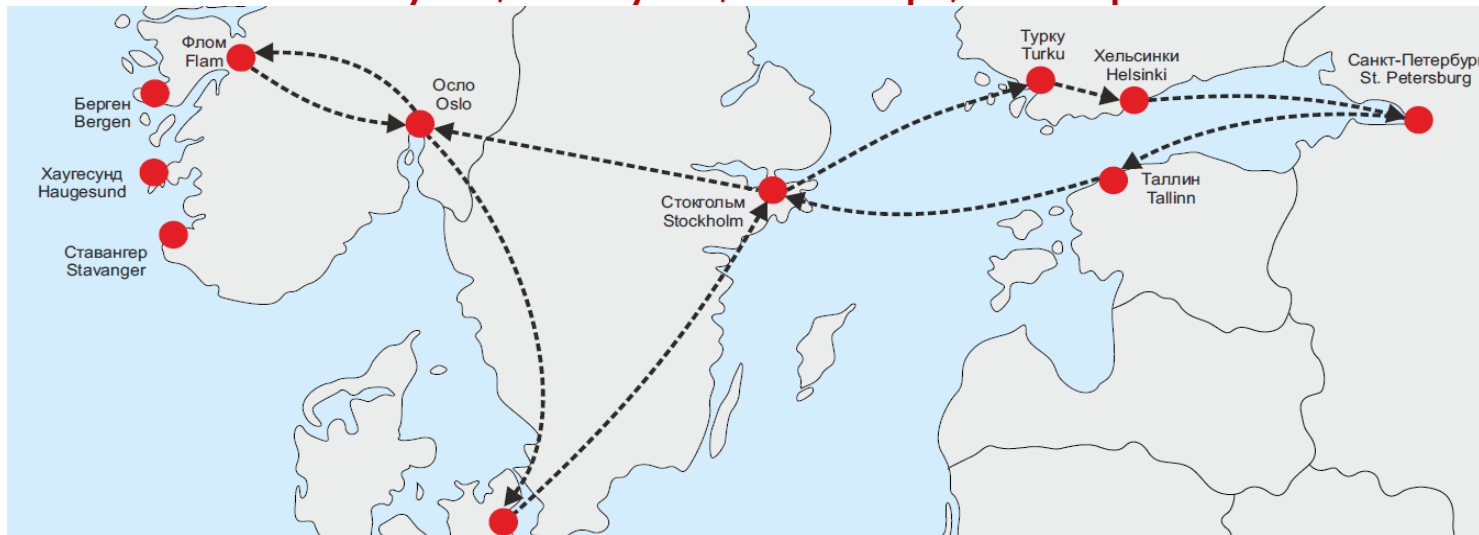 Флом
Flam
Осло
Oslo
Берген
Bergen
Хаугесунд
Haugesund
Ставангер
Stavanger
Стокгольм
Stockholm
Турку
Turku
Хельсинки
Helsinki
Санкт-Петербург
St. Petersburg
Таллин
Tallinn